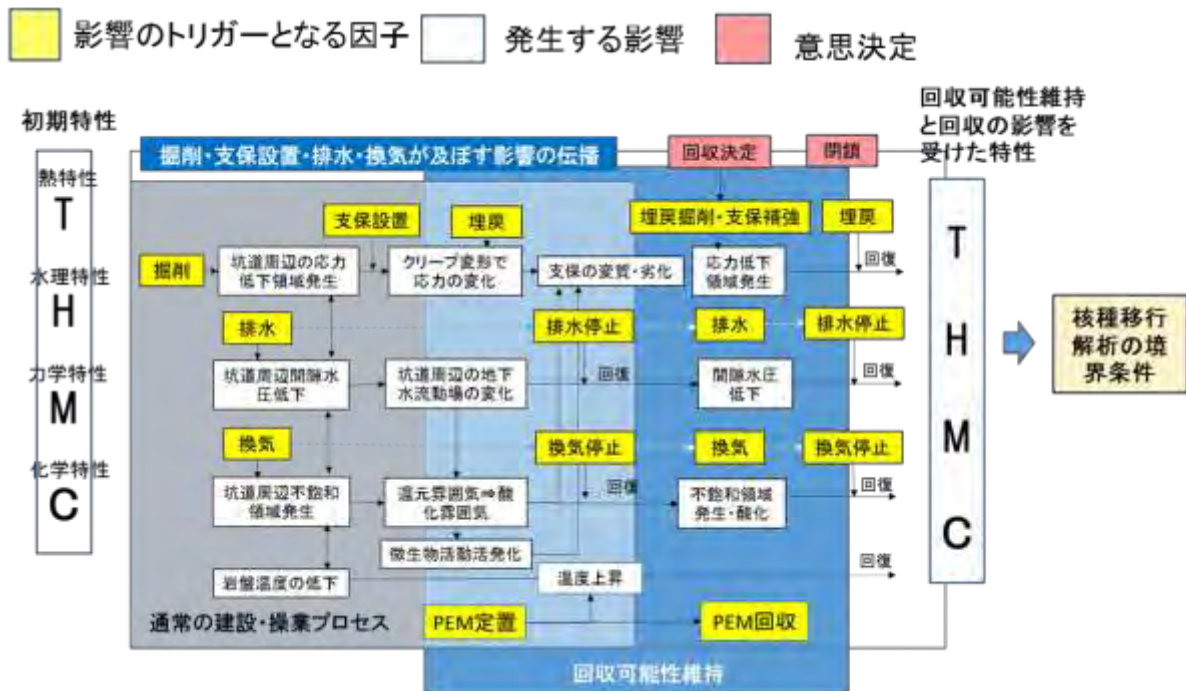 影響のトリガーとなる因子
発生する影響
意思決定
初期特性
回収可能性維持
と回収の影響を
受けた特性
掘削・支保設置・排水・換気が及ぼす影響の伝播
回収決定
閉鎖
熱特性
T
水理特性
H
力学特性
M
化学特性
C
支保設置
埋戻
埋戻掘削・支保補強
埋戻
掘削
坑道周辺の応力
低下領域発生
クリープ変形で
応力の変化
支保の変質・劣化
応力低下
領域発生
回復
排水
排水停止
排水
排水停止
坑道周辺間隙水
圧低下
坑道周辺の地下
水流動場の変化
回復
間隙水圧
低下
回復
換気
換気停止
換気
換気停止
坑道周辺不飽和
領域発生
還元雰囲気⇒酸
化雰囲気
回復
不飽和領域
発生・酸化
回復
微生物活動活発化
岩盤温度の低下
温度上昇
回復
通常の建設・操業プロセス
PEM定置
PEM回収
回収可能性維持
T
H
M
C
核種移行
解析の境
界条件